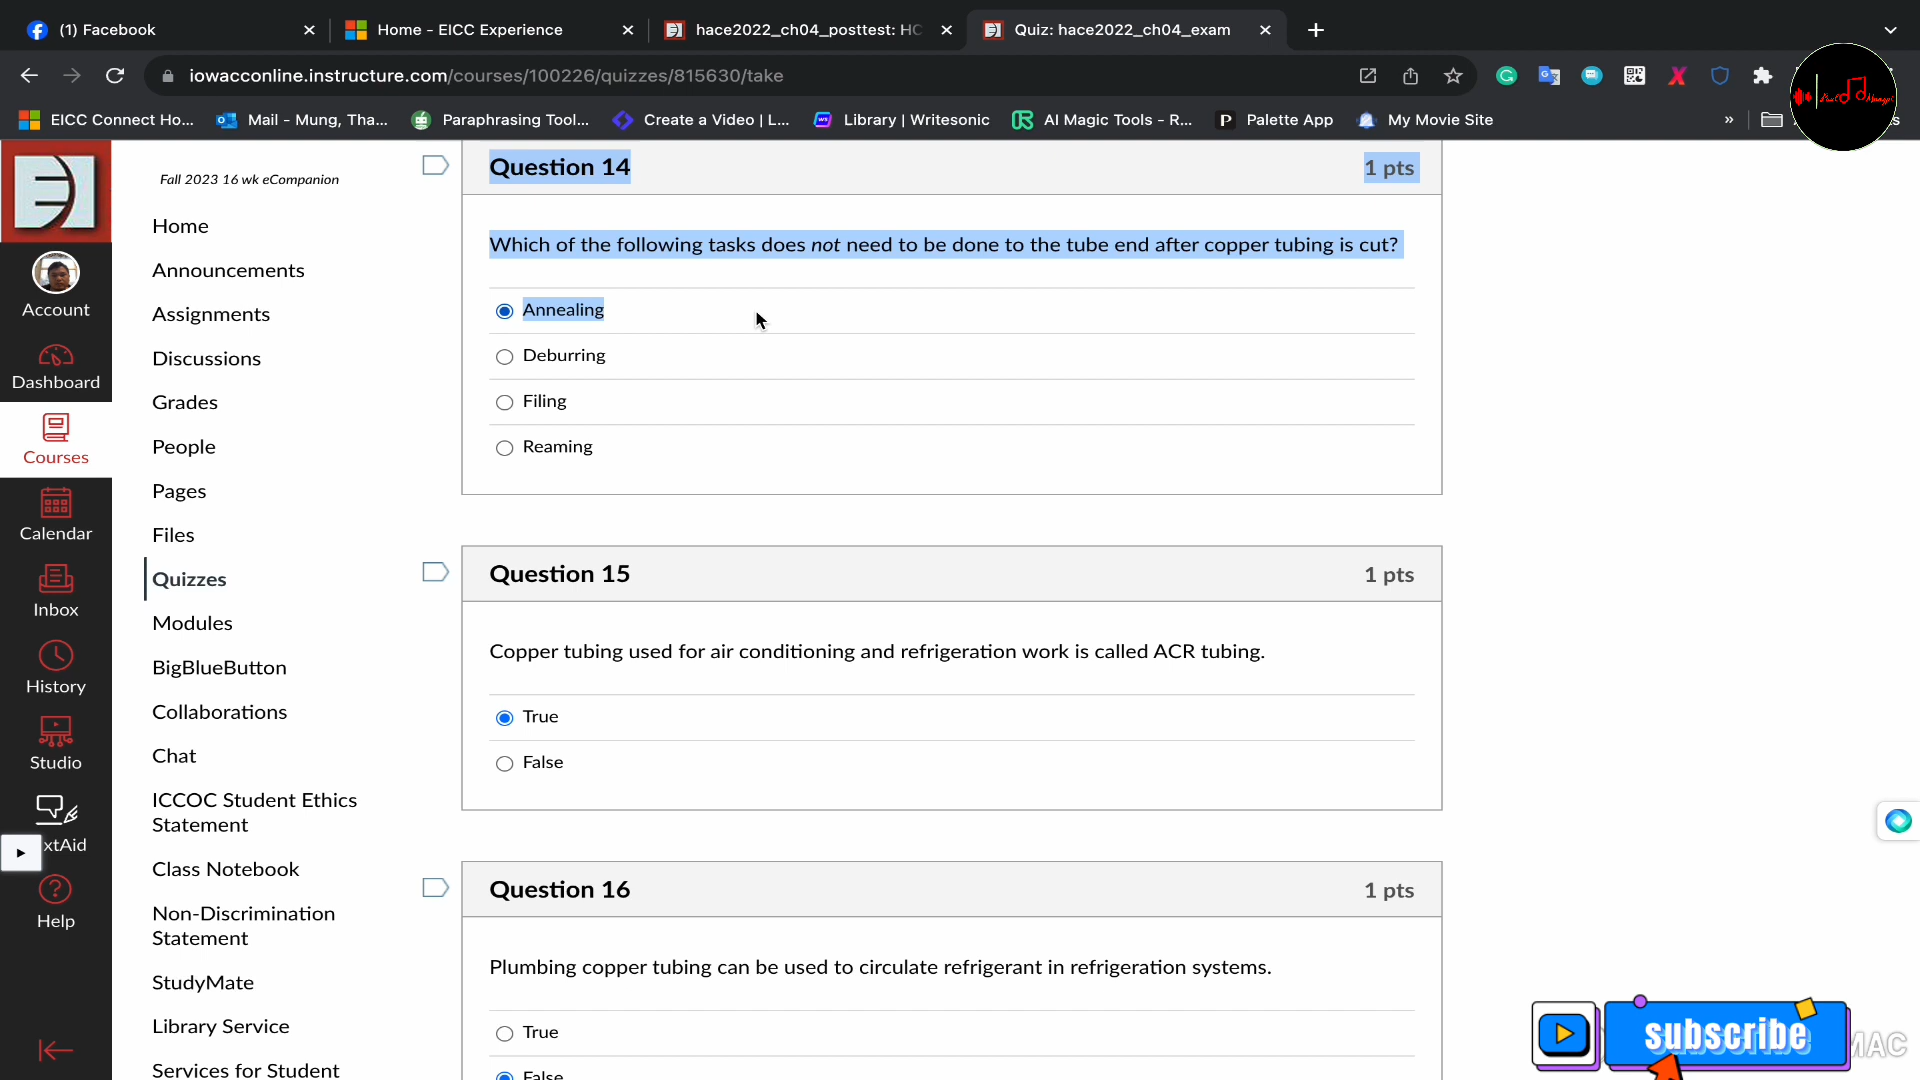 (1) Facebook
Home - EICC Experience
hace2022_ch04_posttest: HC
Quiz: hace2022_ch04_exam
iowacconline.instructure.com/courses/100226/quizzes/815630/take
EICC Connect Ho...
Mail - Mung, Tha...
Paraphrasing Tool...
Create a Video | L...
Library | Writesonic
AI Magic Tools - R...
Palette App
My Movie Site
»
Account
Dashboard
Courses
Calendar
Inbox
History
Studio
xtAid
Help
Fall 2023 16 wk eCompanion
Home
Announcements
Assignments
Discussions
Grades
People
Pages
Files
Quizzes
Modules
BigBlueButton
Collaborations
Chat
ICCOC Student Ethics
Statement
Class Notebook
Non-Discrimination
Statement
StudyMate
Library Service
Services for Student
Question 14 1 pts
Which of the following tasks does not need to be done to the tube end after copper tubing is cut?
Annealing
Deburring
Filing
Reaming
Question 15 1 pts
Copper tubing used for air conditioning and refrigeration work is called ACR tubing.
True
False
Question 16 1 pts
Plumbing copper tubing can be used to circulate refrigerant in refrigeration systems.
True
False
subscribe
MAC